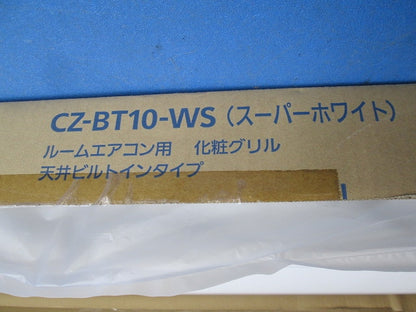 CZ-BT10-WS（スーパーホワイト）
ルームエアコン用　化粧グリル
天井ビルトインタイプ